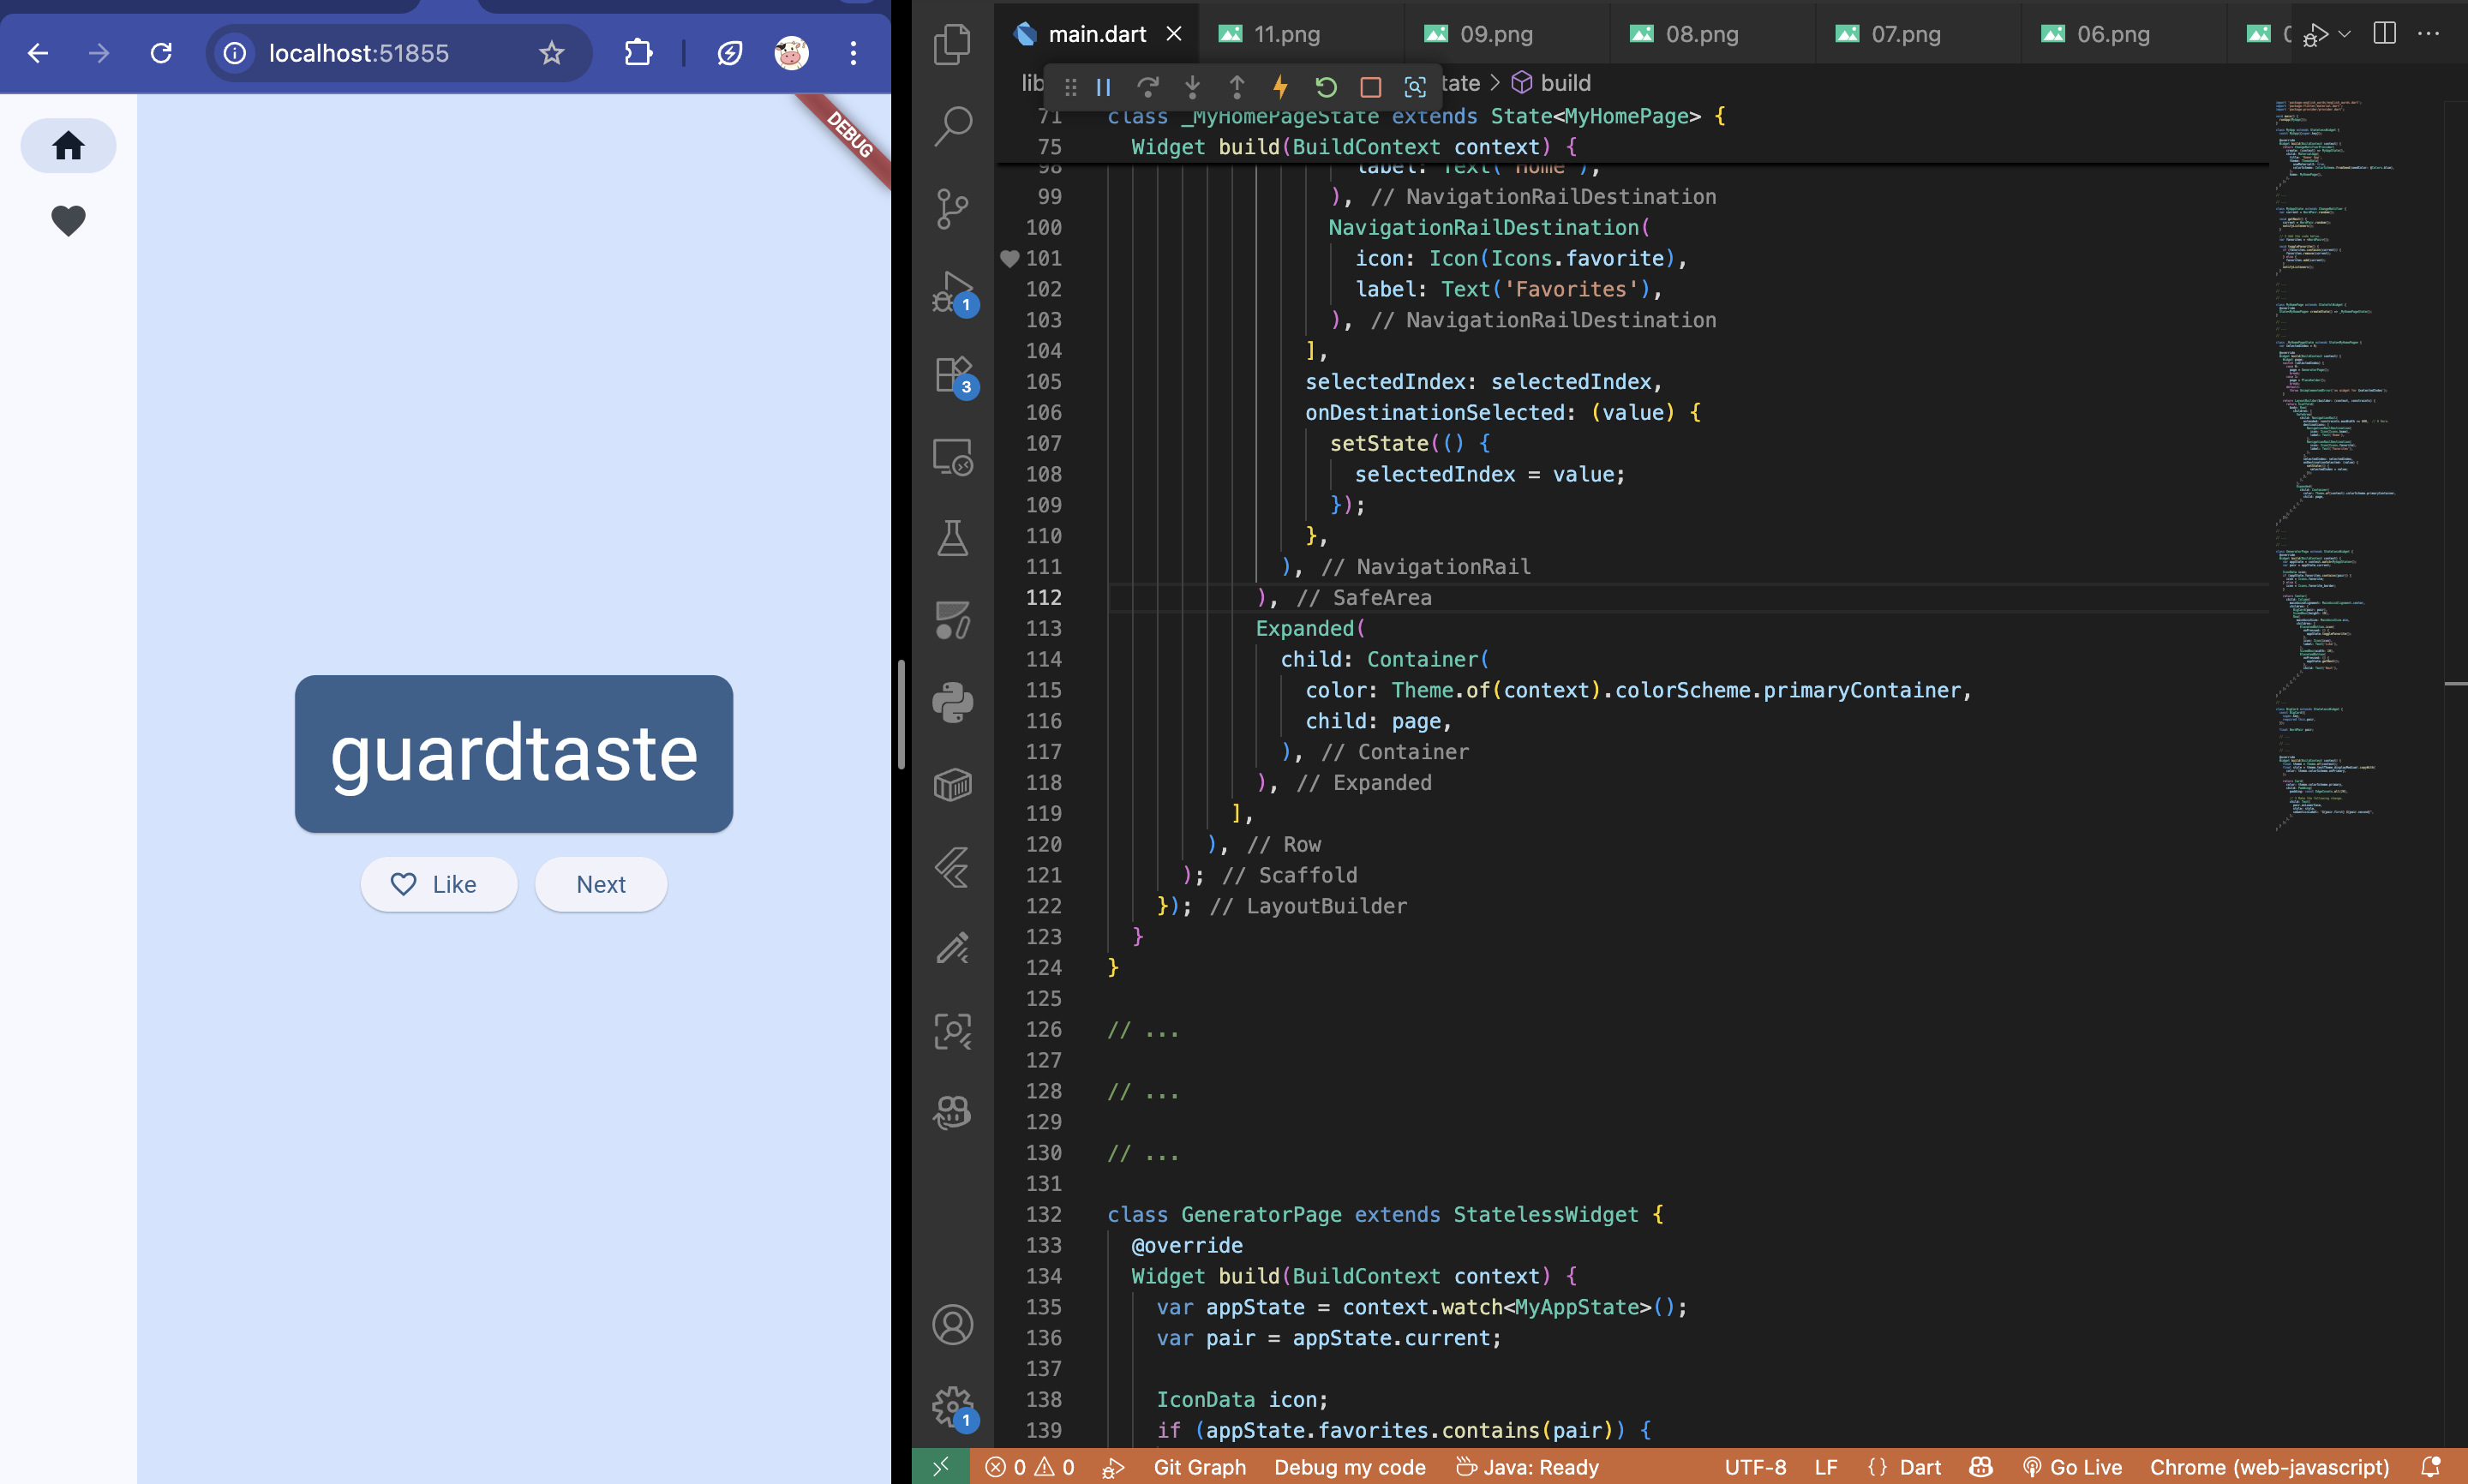 localhost:51855
DEBUG
guardtaste
Like
Next
main.dart
11.png
09.png
08.png
07.png
06.png
lib
tate > build
71 class _MyHomePageState extends State<MyHomePage> {
75 Widget build(BuildContext context) {
98 label: Text('Home'),
99 ), // NavigationRailDestination
100 NavigationRailDestination(
101 icon: Icon(Icons.favorite),
102 label: Text('Favorites'),
103 ), // NavigationRailDestination
104 ],
105 selectedIndex: selectedIndex,
106 onDestinationSelected: (value) {
107 setState(() {
108 selectedIndex = value;
109 });
110 },
111 ), // NavigationRail
112 ), // SafeArea
113 Expanded(
114 child: Container(
115 color: Theme.of(context).colorScheme.primaryContainer,
116 child: page,
117 ), // Container
118 ), // Expanded
119 ],
120 ), // Row
121 ); // Scaffold
122 }); // LayoutBuilder
123 }
124 }
125
126 // ...
127
128 // ...
129
130 // ...
131
132 class GeneratorPage extends StatelessWidget {
133 @override
134 Widget build(BuildContext context) {
135 var appState = context.watch<MyAppState>();
136 var pair = appState.current;
137
138 IconData icon;
139 if (appState.favorites.contains(pair)) {
1
3
1
0 0 Git Graph Debug my code Java: Ready UTF-8 LF {} Dart Go Live Chrome (web-javascript)